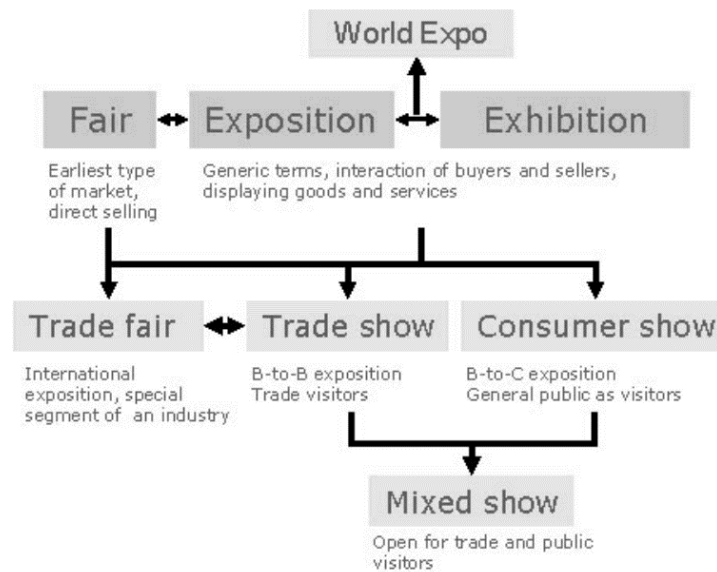 World Expo
Fair
Exposition
Exhibition
Earliest type
of market,
direct selling
Generic terms, interaction of buyers and sellers,
displaying goods and services
Trade fair
Trade show
Consumer show
International
exposition, special
segment of an industry
B-to-B exposition
Trade visitors
B-to-C exposition
General public as visitors
Mixed show
Open for trade and public
visitors